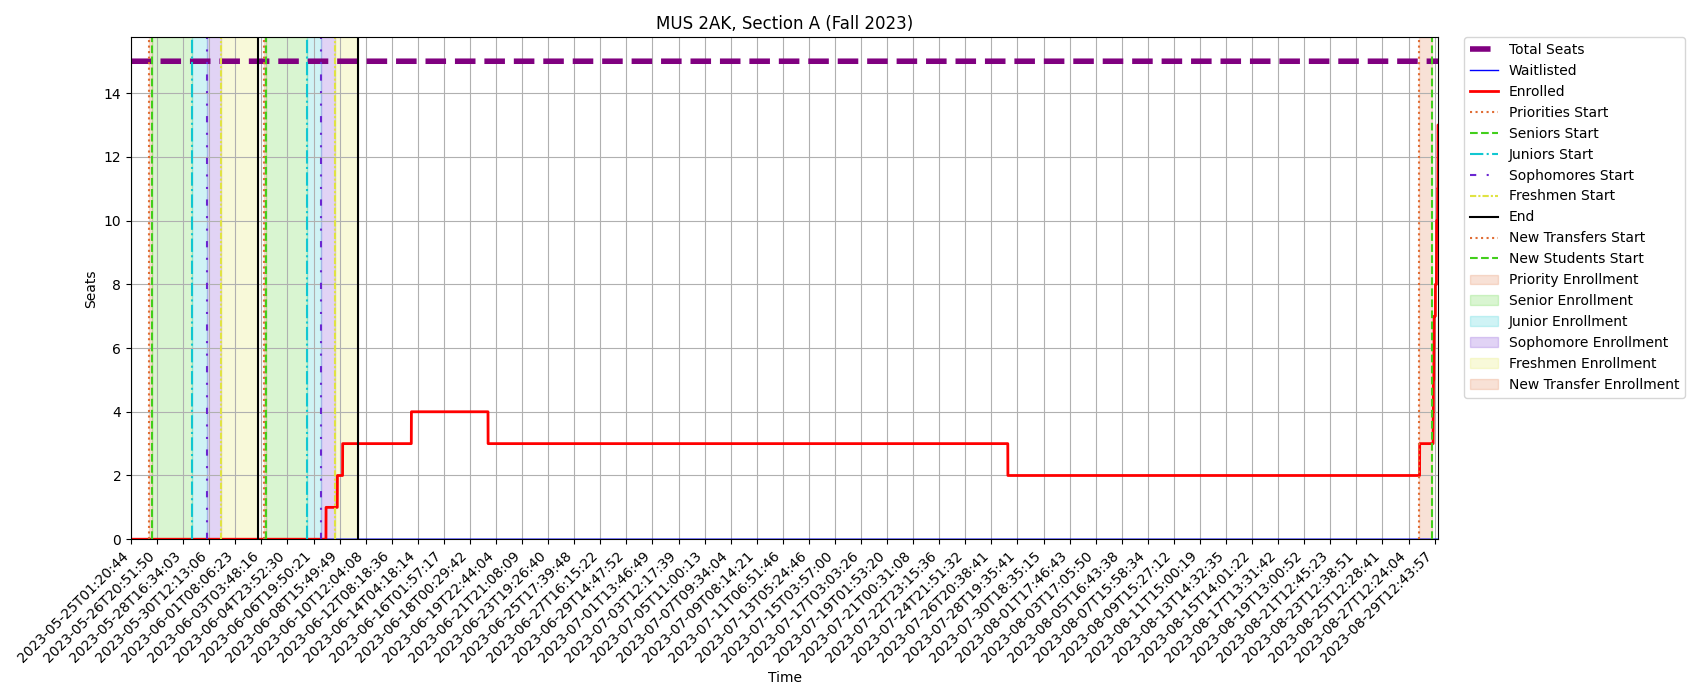 MUS 2AK, Section A (Fall 2023)
Seats
14
12
10
8
6
4
2
0
2023-05-25T01:20:44
2023-05-26T20:51:50
2023-05-28T16:34:03
2023-05-30T12:13:06
2023-06-01T08:06:23
2023-06-03T03:48:16
2023-06-04T23:52:30
2023-06-06T19:50:21
2023-06-08T15:49:49
2023-06-10T12:04:08
2023-06-12T08:18:36
2023-06-14T04:18:14
2023-06-16T01:57:17
2023-06-18T00:29:42
2023-06-19T22:44:04
2023-06-21T21:08:09
2023-06-23T19:26:40
2023-06-25T17:39:48
2023-06-27T16:15:22
2023-06-29T14:47:52
2023-07-01T13:46:49
2023-07-03T12:17:39
2023-07-05T11:00:13
2023-07-07T09:34:04
2023-07-09T08:14:21
2023-07-11T06:51:46
2023-07-13T05:24:46
2023-07-15T03:57:00
2023-07-17T03:03:26
2023-07-19T01:53:20
2023-07-21T00:31:08
2023-07-22T23:15:36
2023-07-24T21:51:32
2023-07-26T20:38:41
2023-07-28T19:35:41
2023-07-30T18:35:15
2023-08-01T17:46:43
2023-08-03T17:05:50
2023-08-05T16:43:38
2023-08-07T15:58:34
2023-08-09T15:27:12
2023-08-11T15:00:19
2023-08-13T14:32:35
2023-08-15T14:01:22
2023-08-17T13:31:42
2023-08-19T13:00:52
2023-08-21T12:45:23
2023-08-23T12:38:51
2023-08-25T12:28:41
2023-08-27T12:24:04
2023-08-29T12:43:57
Time
Total Seats
Waitlisted
Enrolled
Priorities Start
Seniors Start
Juniors Start
Sophomores Start
Freshmen Start
End
New Transfers Start
New Students Start
Priority Enrollment
Senior Enrollment
Junior Enrollment
Sophomore Enrollment
Freshmen Enrollment
New Transfer Enrollment